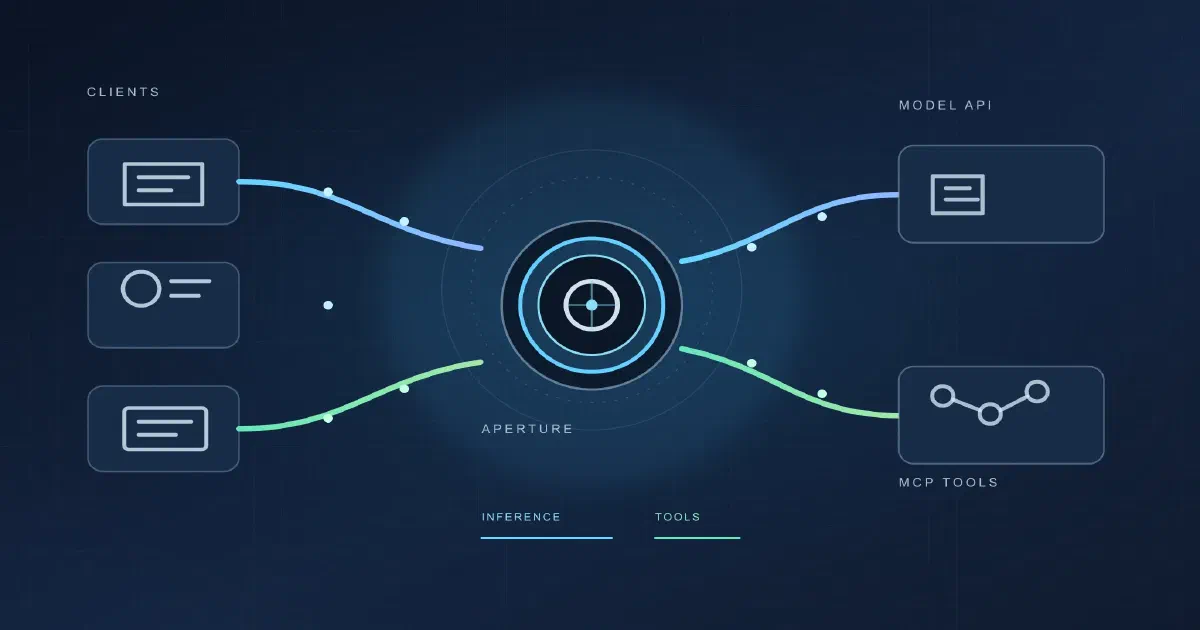 CLIENTS
MODEL API
APERTURE
MCP TOOLS
INFERENCE
TOOLS